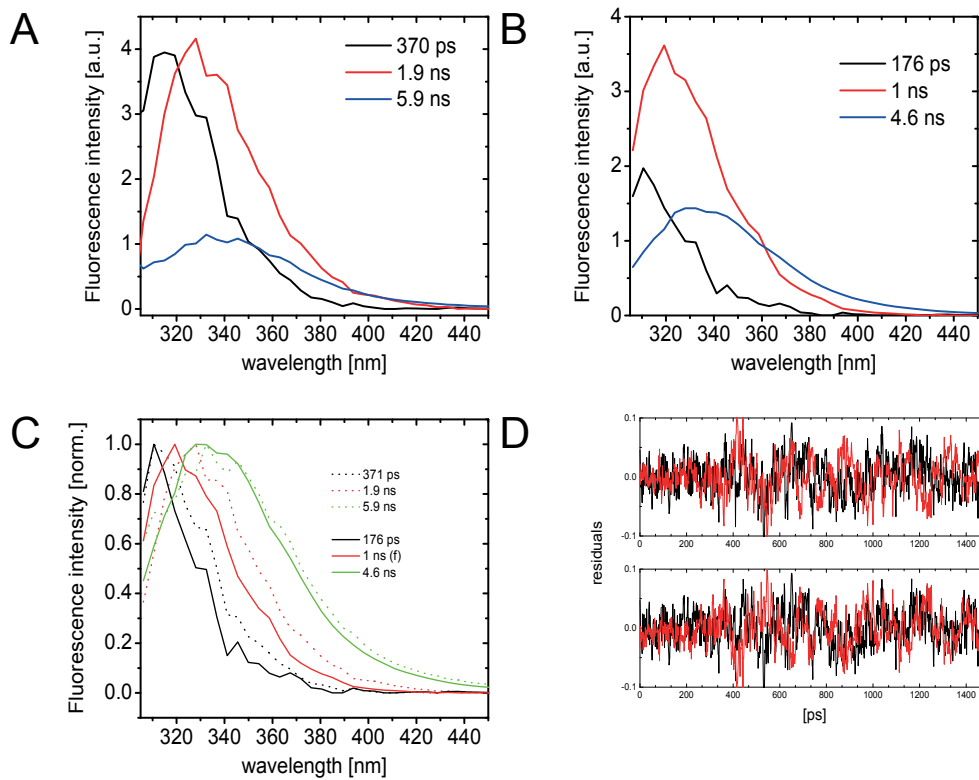 A
Fluorescence intensity [a.u.]
4
3
2
1
0
370 ps
1.9 ns
5.9 ns
320 340 360 380 400 420 440
wavelength [nm]
B
Fluorescence intensity [a.u.]
4
3
2
1
0
176 ps
1 ns
4.6 ns
320 340 360 380 400 420 440
wavelength [nm]
C
Fluorescence intensity [norm.]
1.0
0.8
0.6
0.4
0.2
0.0
371 ps
1.9 ns
5.9 ns
176 ps
1 ns (f)
4.6 ns
320 340 360 380 400 420 440
wavelength [nm]
D
residuals
0.1
0.0
-0.1
0 200 400 600 800 1000 1200 1400
0.1
0.0
-0.1
0 200 400 600 800 1000 1200 1400
[ps]